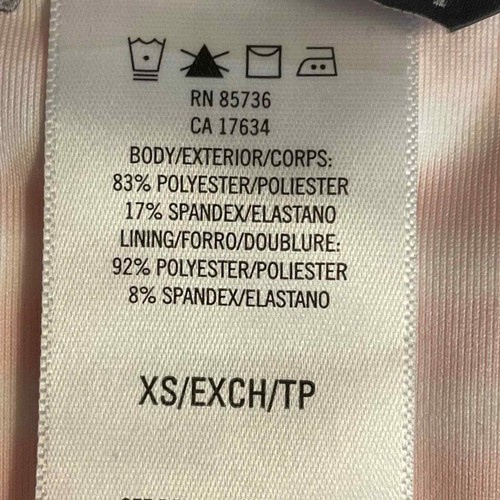 RN 85736
CA 17634
BODY/EXTERIOR/CORPS:
83% POLYESTER/POLIESTER
17% SPANDEX/ELASTANO
LINING/FORRO/DOUBLURE:
92% POLYESTER/POLIESTER
8% SPANDEX/ELASTANO
XS/EXCH/TP